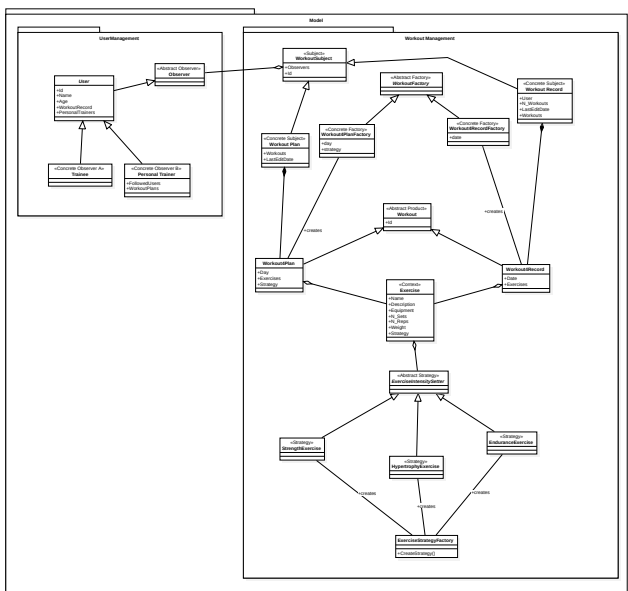 Model
UserManagement
Workout Management
«Abstract Observer»
Observer
User
+Id
+Name
+Age
+WorkoutRecord
+PersonalTrainers
«Concrete Observer A»
Trainee
«Concrete Observer B»
Personal Trainer
+FollowedUsers
+WorkoutPlans
«Subject»
WorkoutSubject
+Observers
+id
«Abstract Factory»
WorkoutFactory
«Concrete Subject»
Workout Record
+User
+N_Workouts
+LastEditDate
+Workouts
«Concrete Subject»
Workout Plan
+Workouts
+LastEditDate
«Concrete Factory»
Workout4PlanFactory
+day
+strategy
«Concrete Factory»
Workout4RecordFactory
+date
+creates
+creates
«Abstract Product»
Workout
+id
Workout4Plan
+Day
+Exercises
+Strategy
Workout4Record
+Date
+Exercises
«Context»
Exercise
+Name
+Description
+Equipment
+N_Sets
+N_Reps
+Weight
+Strategy
«Abstract Strategy»
ExerciseIntensitySetter
«Strategy»
StrengthExercise
«Strategy»
HypertrophyExercise
«Strategy»
EnduranceExercise
+creates
+creates
+creates
ExerciseStrategyFactory
+CreateStrategy()